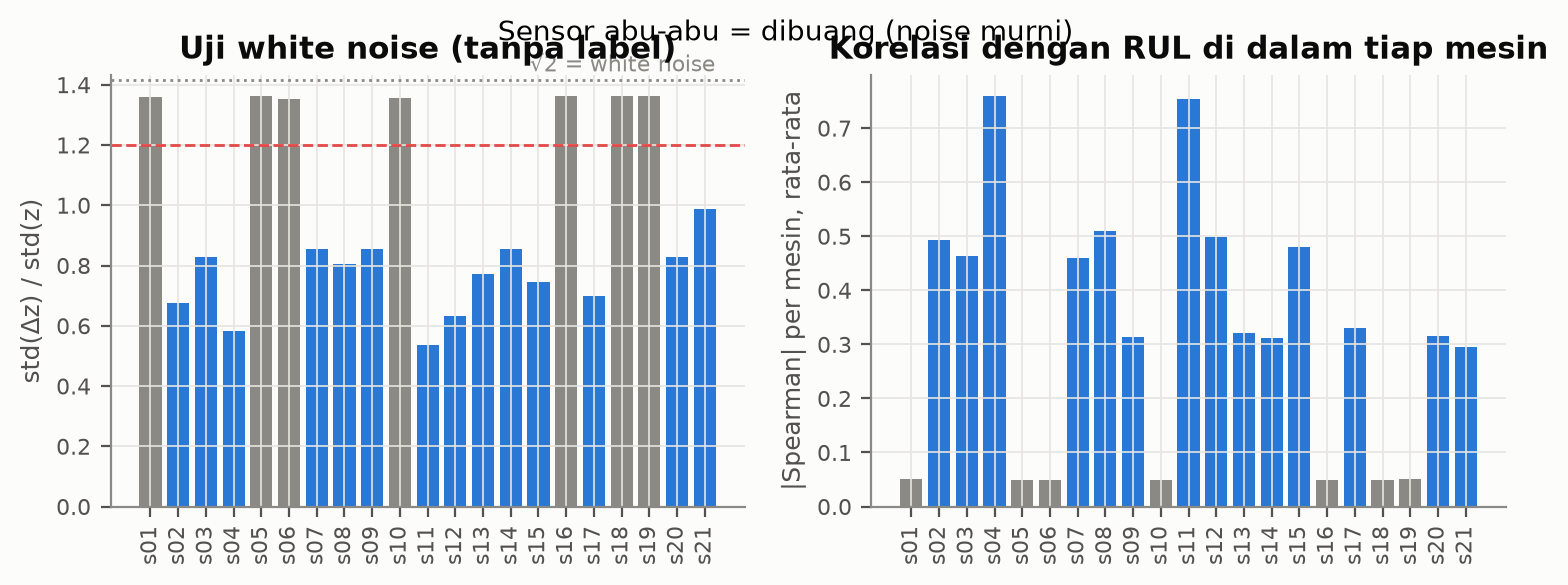 Sensor abu-abu = dibuang (noise murni)
Uji white noise (tanpa label)
√2 = white noise
std(Δz) / std(z)
1.4
1.2
1.0
0.8
0.6
0.4
0.2
0.0
s01 s02 s03 s04 s05 s06 s07 s08 s09 s10 s11 s12 s13 s14 s15 s16 s17 s18 s19 s20 s21
Korelasi dengan RUL di dalam tiap mesin
|Spearman| per mesin, rata-rata
0.7
0.6
0.5
0.4
0.3
0.2
0.1
0.0
s01 s02 s03 s04 s05 s06 s07 s08 s09 s10 s11 s12 s13 s14 s15 s16 s17 s18 s19 s20 s21